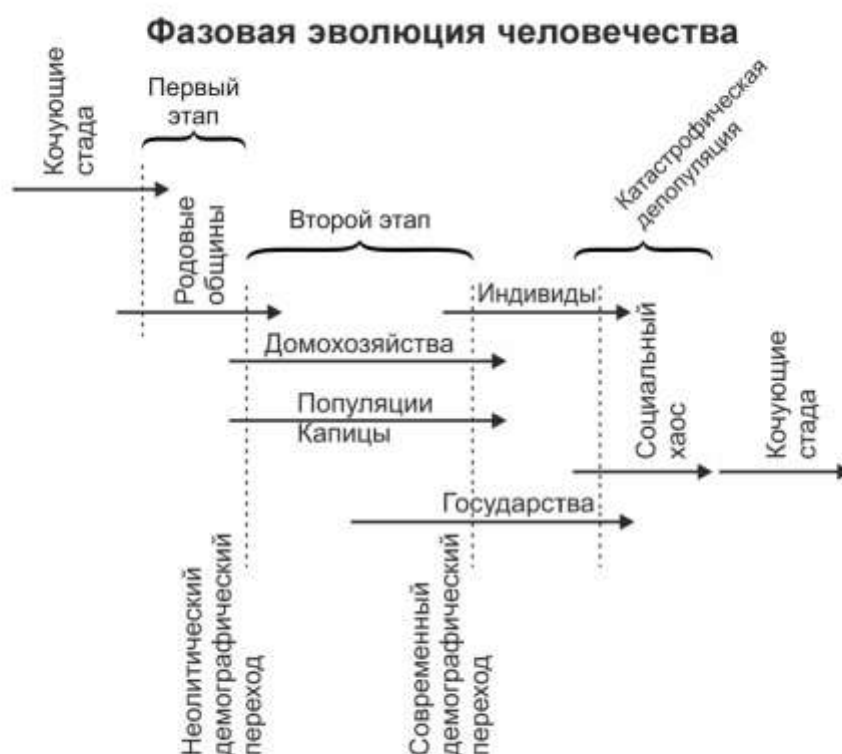 Фазовая эволюция человечества
Кочующие
стада
Первый
этап
Катастрофическая
депопуляция
Родовые
общины
Второй этап
Индивиды
Домохозяйства
Популяции
Капицы
Социальный
хаос
Кочующие
стада
Государства
Неолитический
демографический
переход
Современный
демографический
переход